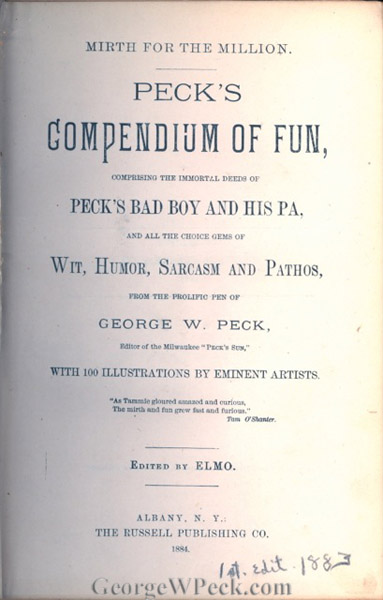 MIRTH FOR THE MILLION.
PECK'S
COMPENDIUM OF FUN,
COMPRISING THE IMMORTAL DEEDS OF
PECK'S BAD BOY AND HIS PA,
AND ALL THE CHOICE GEMS OF
WIT, HUMOR, SARCASM AND PATHOS,
FROM THE PROLIFIC PEN OF
GEORGE W. PECK,
Editor of the Milwaukee "PECK'S SUN,"
WITH 100 ILLUSTRATIONS BY EMINENT ARTISTS.
"As Tammie gloured amazed and curious,
The mirth and fun grew fast and furious."
Tam O'Shanter.
EDITED BY ELMO.
ALBANY, N. Y.:
THE RUSSELL PUBLISHING CO.
1884.
1st. edit. 1883
GeorgeWPeck.com